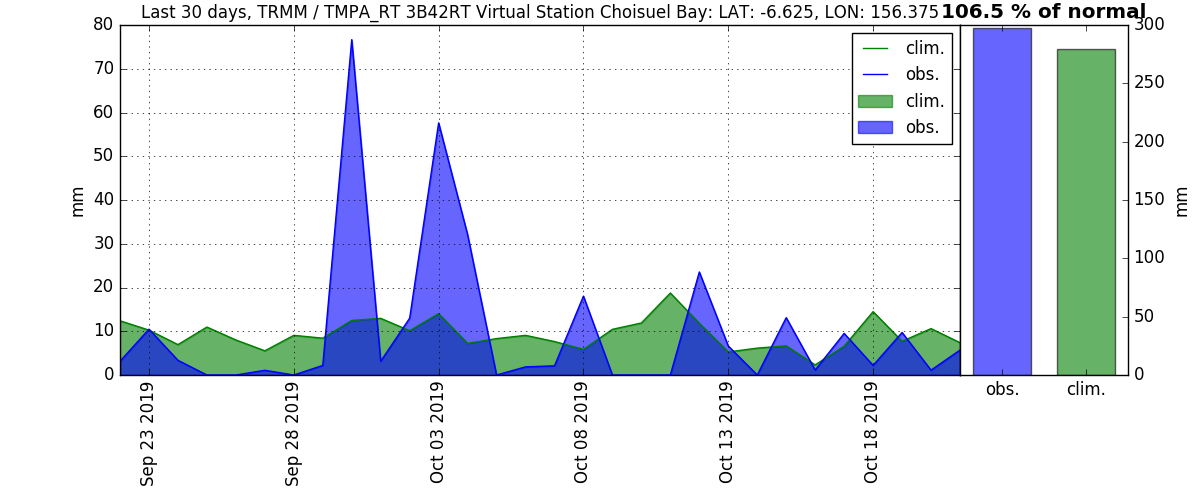 Last 30 days, TRMM / TMPA_RT 3B42RT Virtual Station Choisuel Bay: LAT: -6.625, LON: 156.375
106.5 % of normal
clim.
obs.
clim.
obs.
80
70
60
50
40
30
20
10
0
mm
Sep 23 2019
Sep 28 2019
Oct 03 2019
Oct 08 2019
Oct 13 2019
Oct 18 2019
300
250
200
150
100
50
0
mm
obs.
clim.